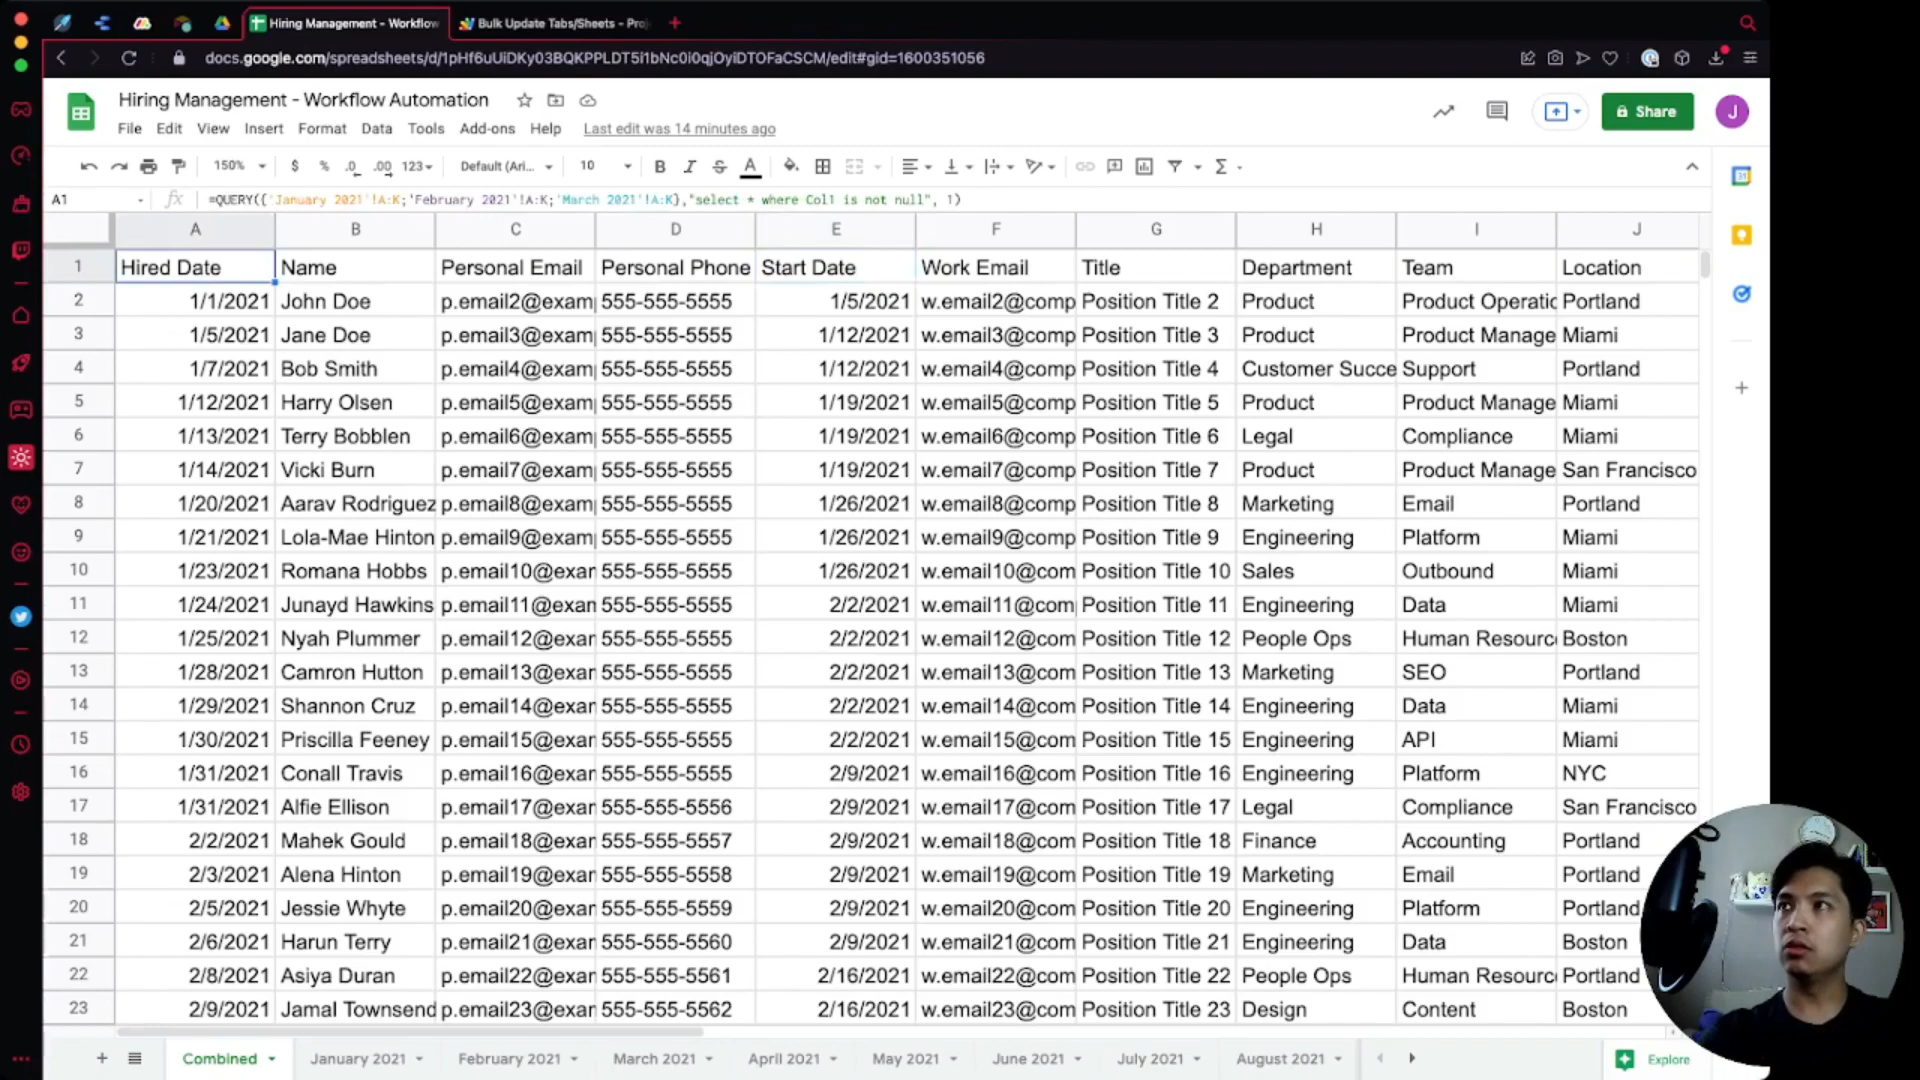 Hiring Management - Workflow
Bulk Update Tabs/Sheets - Pro
docs.google.com/spreadsheets/d/1pHf6uUiDKy03BQKPPLDT5i1bNc0i0qjOyiDTOFaCSCM/edit#gid=1600351056
Hiring Management - Workflow Automation
File Edit View Insert Format Data Tools Add-ons Help Last edit was 14 minutes ago
Share
J
150% $ % .0 .00 123 Default (Ari... 10 B I S A
A1 fx =QUERY({'January 2021'!A:K;'February 2021'!A:K;'March 2021'!A:K},"select * where Col1 is not null", 1)
A B C D E F G H I J
1 Hired Date Name Personal Email Personal Phone Start Date Work Email Title Department Team Location
2 1/1/2021 John Doe p.email2@exam 555-555-5555 1/5/2021 w.email2@comp Position Title 2 Product Product Operatic Portland
3 1/5/2021 Jane Doe p.email3@exam 555-555-5555 1/12/2021 w.email3@comp Position Title 3 Product Product Manage Miami
4 1/7/2021 Bob Smith p.email4@exam 555-555-5555 1/12/2021 w.email4@comp Position Title 4 Customer Succe Support Portland
5 1/12/2021 Harry Olsen p.email5@exam 555-555-5555 1/19/2021 w.email5@comp Position Title 5 Product Product Manage Miami
6 1/13/2021 Terry Bobblen p.email6@exam 555-555-5555 1/19/2021 w.email6@comp Position Title 6 Legal Compliance Miami
7 1/14/2021 Vicki Burn p.email7@exam 555-555-5555 1/19/2021 w.email7@comp Position Title 7 Product Product Manage San Francisco
8 1/20/2021 Aarav Rodriguez p.email8@exam 555-555-5555 1/26/2021 w.email8@comp Position Title 8 Marketing Email Portland
9 1/21/2021 Lola-Mae Hinton p.email9@exam 555-555-5555 1/26/2021 w.email9@comp Position Title 9 Engineering Platform Miami
10 1/23/2021 Romana Hobbs p.email10@exar 555-555-5555 1/26/2021 w.email10@com Position Title 10 Sales Outbound Miami
11 1/24/2021 Junayd Hawkins p.email11@exar 555-555-5555 2/2/2021 w.email11@com Position Title 11 Engineering Data Miami
12 1/25/2021 Nyah Plummer p.email12@exar 555-555-5555 2/2/2021 w.email12@com Position Title 12 People Ops Human Resourc Boston
13 1/28/2021 Camron Hutton p.email13@exar 555-555-5555 2/2/2021 w.email13@com Position Title 13 Marketing SEO Portland
14 1/29/2021 Shannon Cruz p.email14@exar 555-555-5555 2/2/2021 w.email14@com Position Title 14 Engineering Data Miami
15 1/30/2021 Priscilla Feeney p.email15@exar 555-555-5555 2/2/2021 w.email15@com Position Title 15 Engineering API Miami
16 1/31/2021 Conall Travis p.email16@exar 555-555-5555 2/9/2021 w.email16@com Position Title 16 Engineering Platform NYC
17 1/31/2021 Alfie Ellison p.email17@exar 555-555-5556 2/9/2021 w.email17@com Position Title 17 Legal Compliance San Francisco
18 2/2/2021 Mahek Gould p.email18@exar 555-555-5557 2/9/2021 w.email18@com Position Title 18 Finance Accounting Portland
19 2/3/2021 Alena Hinton p.email19@exar 555-555-5558 2/9/2021 w.email19@com Position Title 19 Marketing Email Portland
20 2/5/2021 Jessie Whyte p.email20@exar 555-555-5559 2/9/2021 w.email20@com Position Title 20 Engineering Platform Portland
21 2/6/2021 Harun Terry p.email21@exar 555-555-5560 2/9/2021 w.email21@com Position Title 21 Engineering Data Boston
22 2/8/2021 Asiya Duran p.email22@exar 555-555-5561 2/16/2021 w.email22@com Position Title 22 People Ops Human Resourc Portland
23 2/9/2021 Jamal Townsend p.email23@exar 555-555-5562 2/16/2021 w.email23@com Position Title 23 Design Content Boston
Combined January 2021 February 2021 March 2021 April 2021 May 2021 June 2021 July 2021 August 2021 Explore